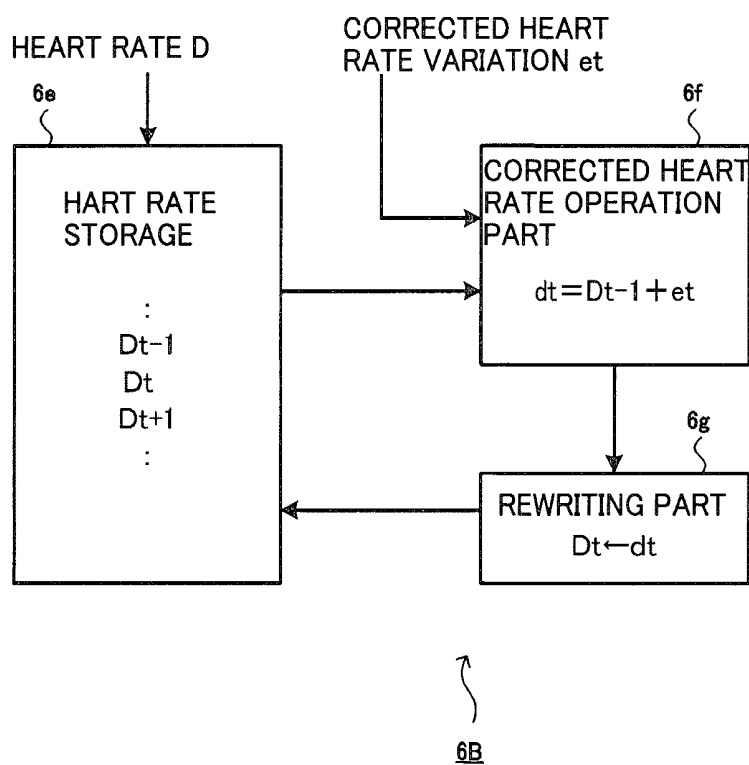 HEART RATE D
CORRECTED HEART
RATE VARIATION et
6e
6f
HART RATE
STORAGE
:
Dt-1
Dt
Dt+1
:
CORRECTED HEART
RATE OPERATION
PART
dt=Dt-1+et
6g
REWRITING PART
Dt←dt
6B